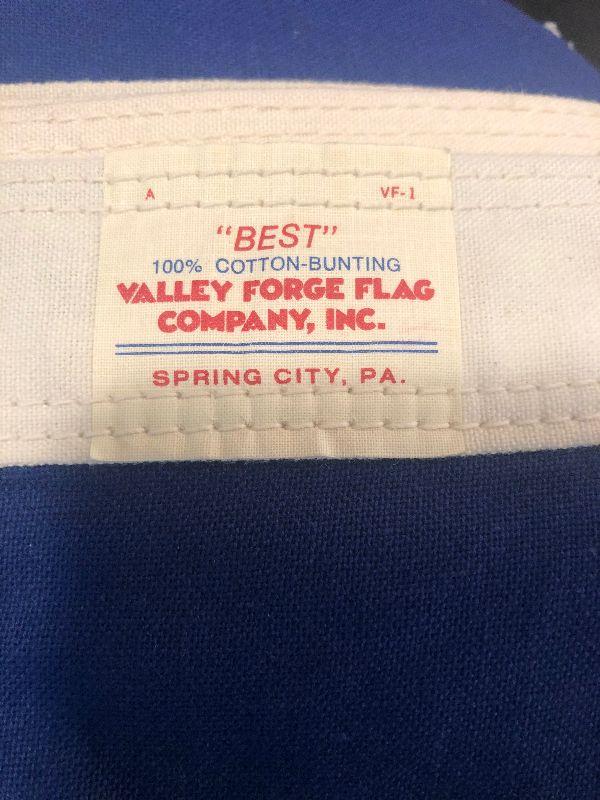 A VF-1
"BEST"
100% COTTON-BUNTING
VALLEY FORGE FLAG
COMPANY, INC.
SPRING CITY, PA.